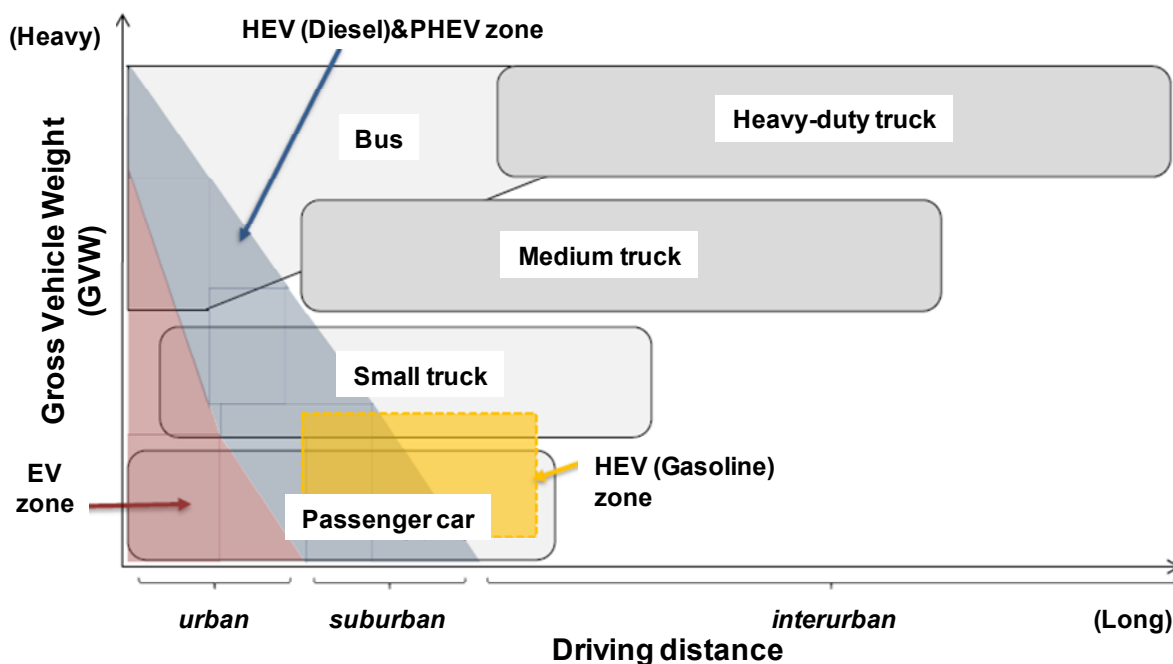 (Heavy)
HEV (Diesel)&PHEV zone
Heavy-duty truck
Bus
Gross Vehicle Weight
(GVW)
Medium truck
Small truck
EV
zone
HEV (Gasoline)
zone
Passenger car
urban
suburban
interurban
(Long)
Driving distance